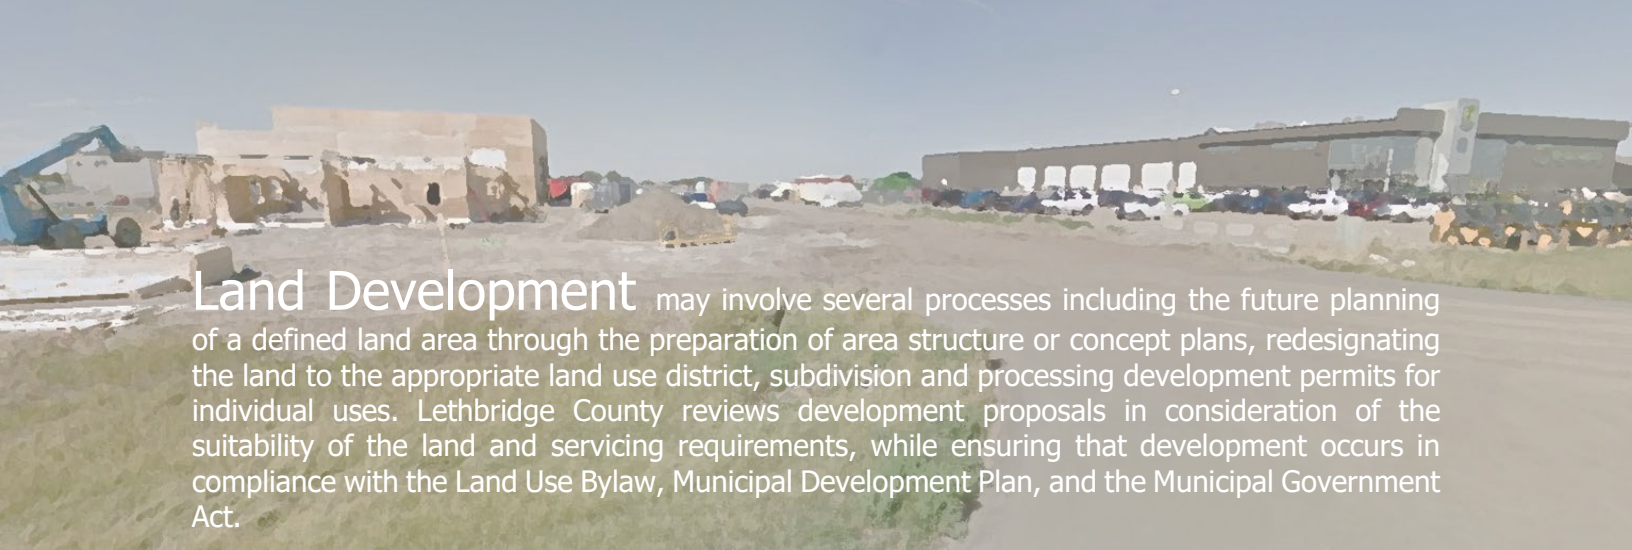 Land Development may involve several processes including the future planning
of a defined land area through the preparation of area structure or concept plans, redesignating
the land to the appropriate land use district, subdivision and processing development permits for
individual uses. Lethbridge County reviews development proposals in consideration of the
suitability of the land and servicing requirements, while ensuring that development occurs in
compliance with the Land Use Bylaw, Municipal Development Plan, and the Municipal Government
Act.